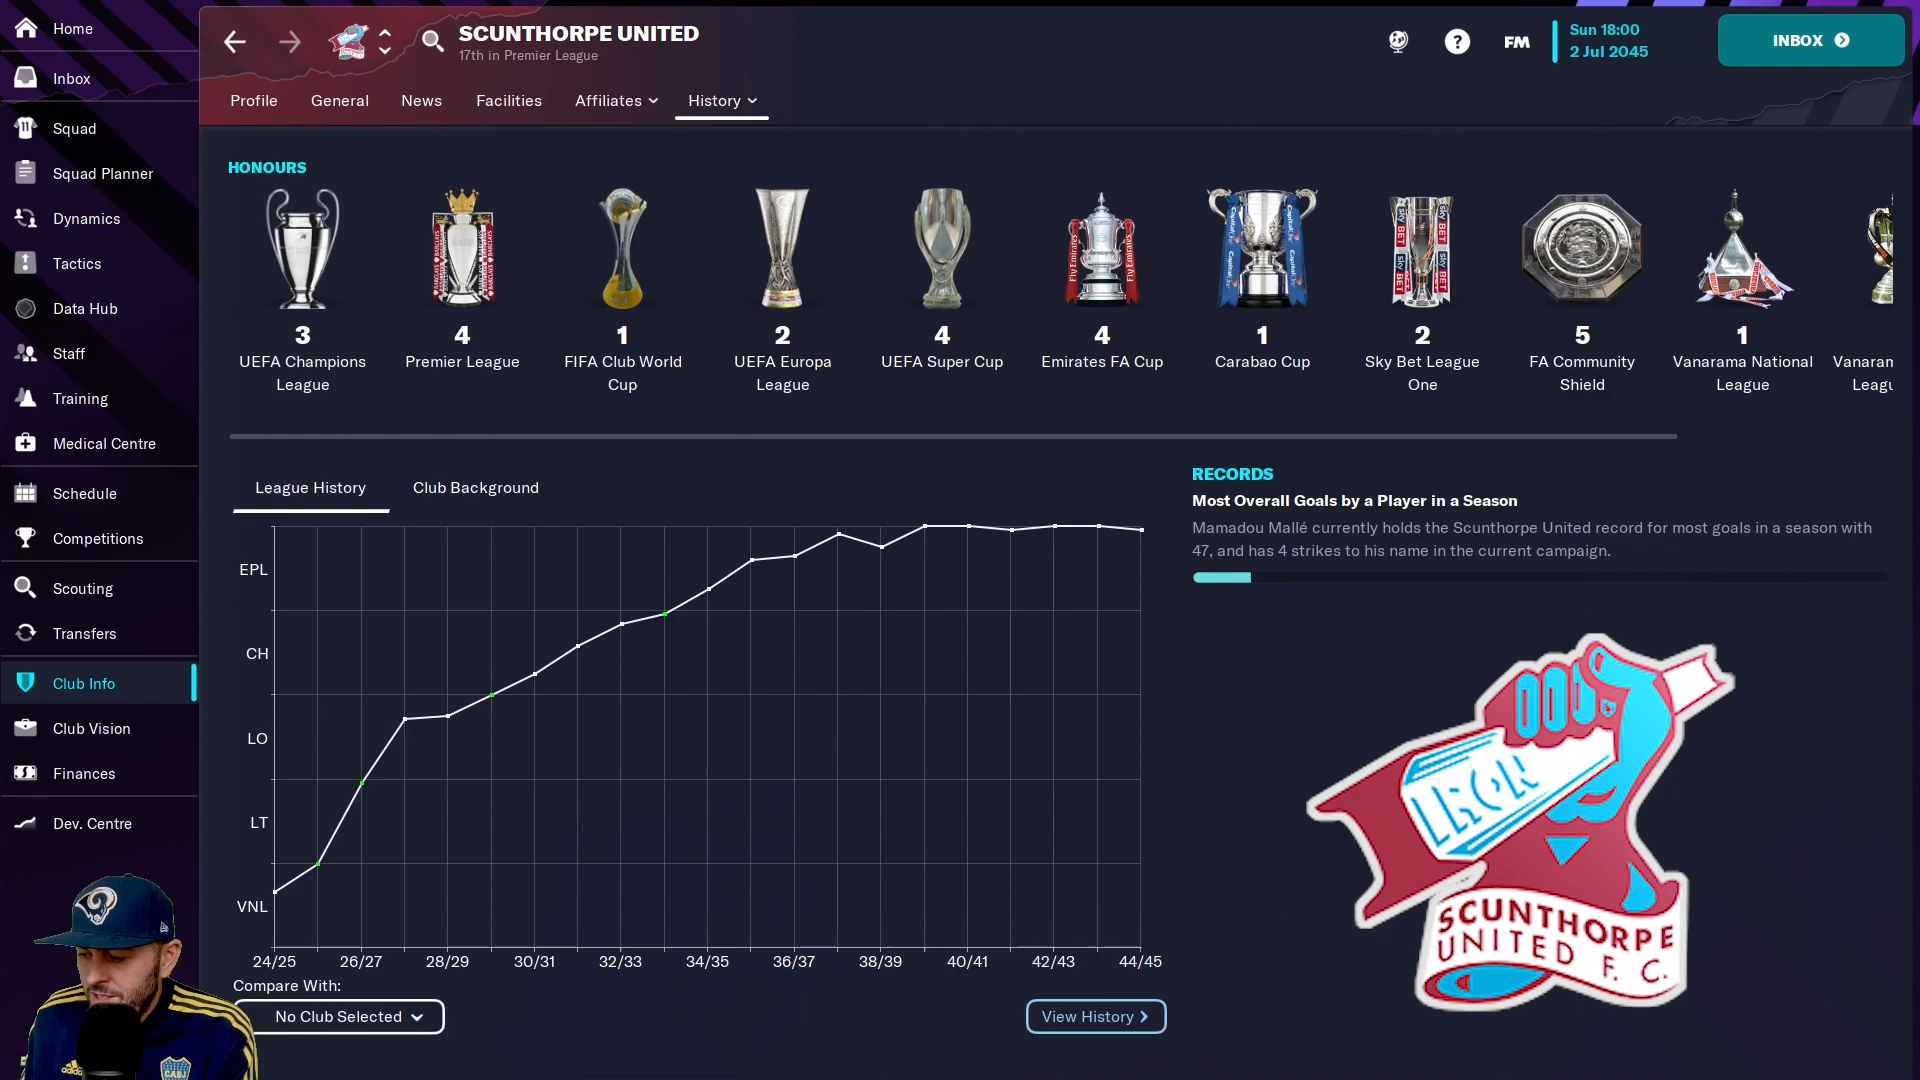 Home
Inbox
Squad
Squad Planner
Dynamics
Tactics
Data Hub
Staff
Training
Medical Centre
Schedule
Competitions
Scouting
Transfers
Club Info
Club Vision
Finances
Dev. Centre
SCUNTHORPE UNITED
17th in Premier League
?
FM
Sun 18:00
2 Jul 2045
INBOX
Profile
General
News
Facilities
Affiliates
History
HONOURS
3
UEFA Champions
League
4
Premier League
1
FIFA Club World
Cup
2
UEFA Europa
League
4
UEFA Super Cup
4
Emirates FA Cup
1
Carabao Cup
2
Sky Bet League
One
5
FA Community
Shield
1
Vanarama National
League
Vanaram
Leagu
League History
Club Background
EPL
CH
LO
LT
VNL
24/25
26/27
28/29
30/31
32/33
34/35
36/37
38/39
40/41
42/43
44/45
Compare With:
No Club Selected
View History
RECORDS
Most Overall Goals by a Player in a Season
Mamadou Mallé currently holds the Scunthorpe United record for most goals in a season with
47, and has 4 strikes to his name in the current campaign.
IRON
SCUNTHORPE
UNITED F. C.
adidas
CABJ